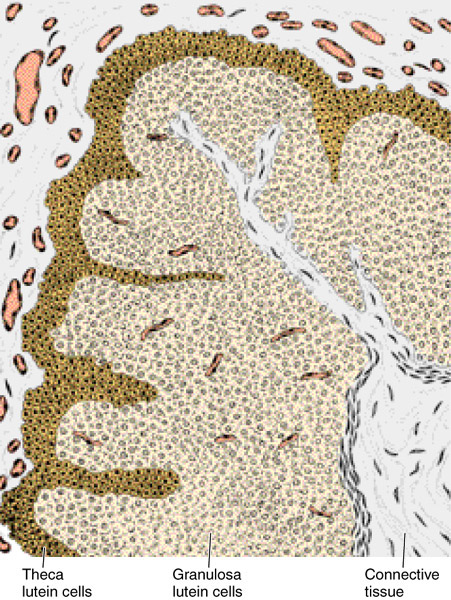 Theca
lutein cells
Granulosa
lutein cells
Connective
tissue